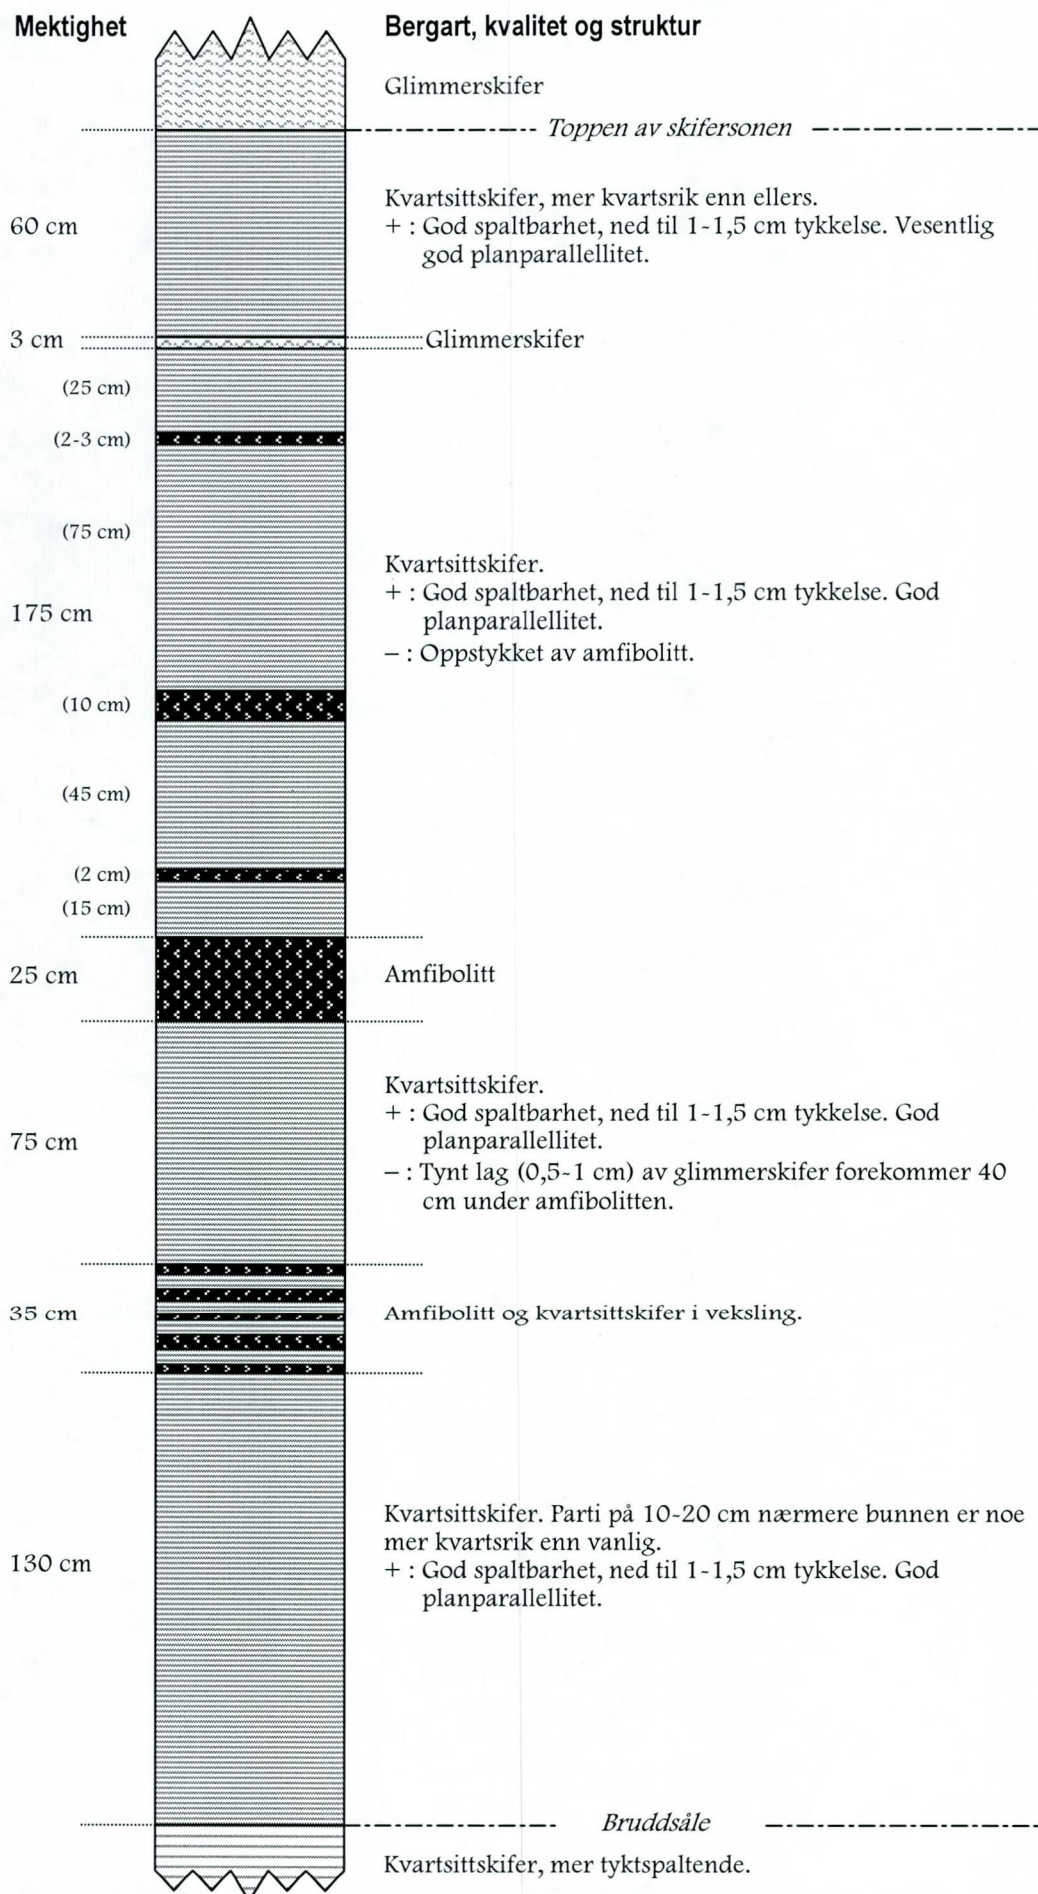 Mektighet
Bergart, kvalitet og struktur
Glimmerskifer
Toppen av skifersonen
60 cm
Kvartsittskifer, mer kvartsrik enn ellers.
+ : God spaltbarhet, ned til 1-1,5 cm tykkelse. Vesentlig
god planparallellitet.
3 cm
Glimmerskifer
(25 cm)
(2-3 cm)
(75 cm)
175 cm
Kvartsittskifer.
+ : God spaltbarhet, ned til 1-1,5 cm tykkelse. God
planparallellitet.
– : Oppstykket av amfibolitt.
(10 cm)
(45 cm)
(2 cm)
(15 cm)
25 cm
Amfibolitt
75 cm
Kvartsittskifer.
+ : God spaltbarhet, ned til 1-1,5 cm tykkelse. God
planparallellitet.
– : Tynt lag (0,5-1 cm) av glimmerskifer forekommer 40
cm under amfibolitten.
35 cm
Amfibolitt og kvartsittskifer i veksling.
130 cm
Kvartsittskifer. Parti på 10-20 cm nærmere bunnen er noe
mer kvartsrik enn vanlig.
+ : God spaltbarhet, ned til 1-1,5 cm tykkelse. God
planparallellitet.
Bruddsåle
Kvartsittskifer, mer tyktspaltende.